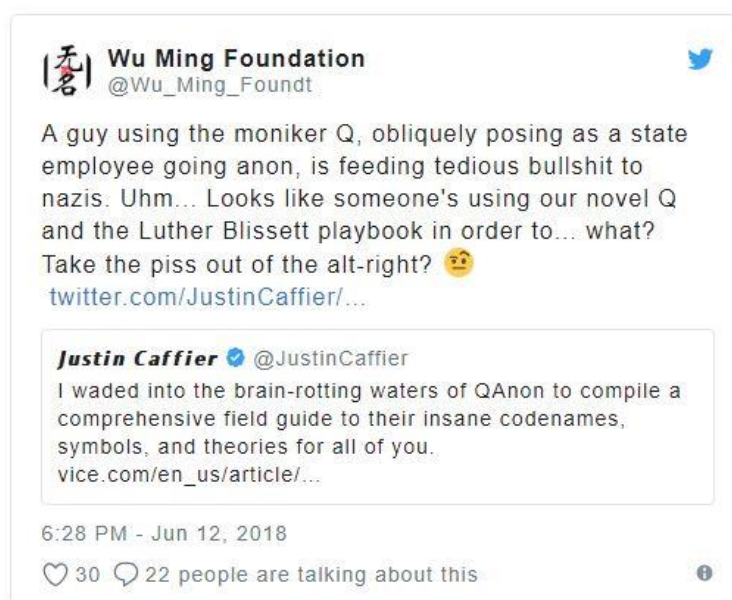 无名
Wu Ming Foundation
@Wu_Ming_Foundt
A guy using the moniker Q, obliquely posing as a state
employee going anon, is feeding tedious bullshit to
nazis. Uhm... Looks like someone's using our novel Q
and the Luther Blissett playbook in order to... what?
Take the piss out of the alt-right? 🤨
twitter.com/JustinCaffier/...
Justin Caffier @JustinCaffier
I waded into the brain-rotting waters of QAnon to compile a
comprehensive field guide to their insane codenames,
symbols, and theories for all of you.
vice.com/en_us/article/...
6:28 PM - Jun 12, 2018
30 22 people are talking about this